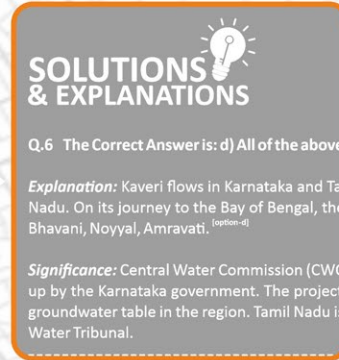 SOLUTIONS
& EXPLANATIONS
Q.6 The Correct Answer is: d) All of the above
Explanation: Kaveri flows in Karnataka and Ta
Nadu. On its journey to the Bay of Bengal, the
Bhavani, Noyyal, Amravati. [option-d]
Significance: Central Water Commission (CWC
up by the Karnataka government. The project
groundwater table in the region. Tamil Nadu i
Water Tribunal.